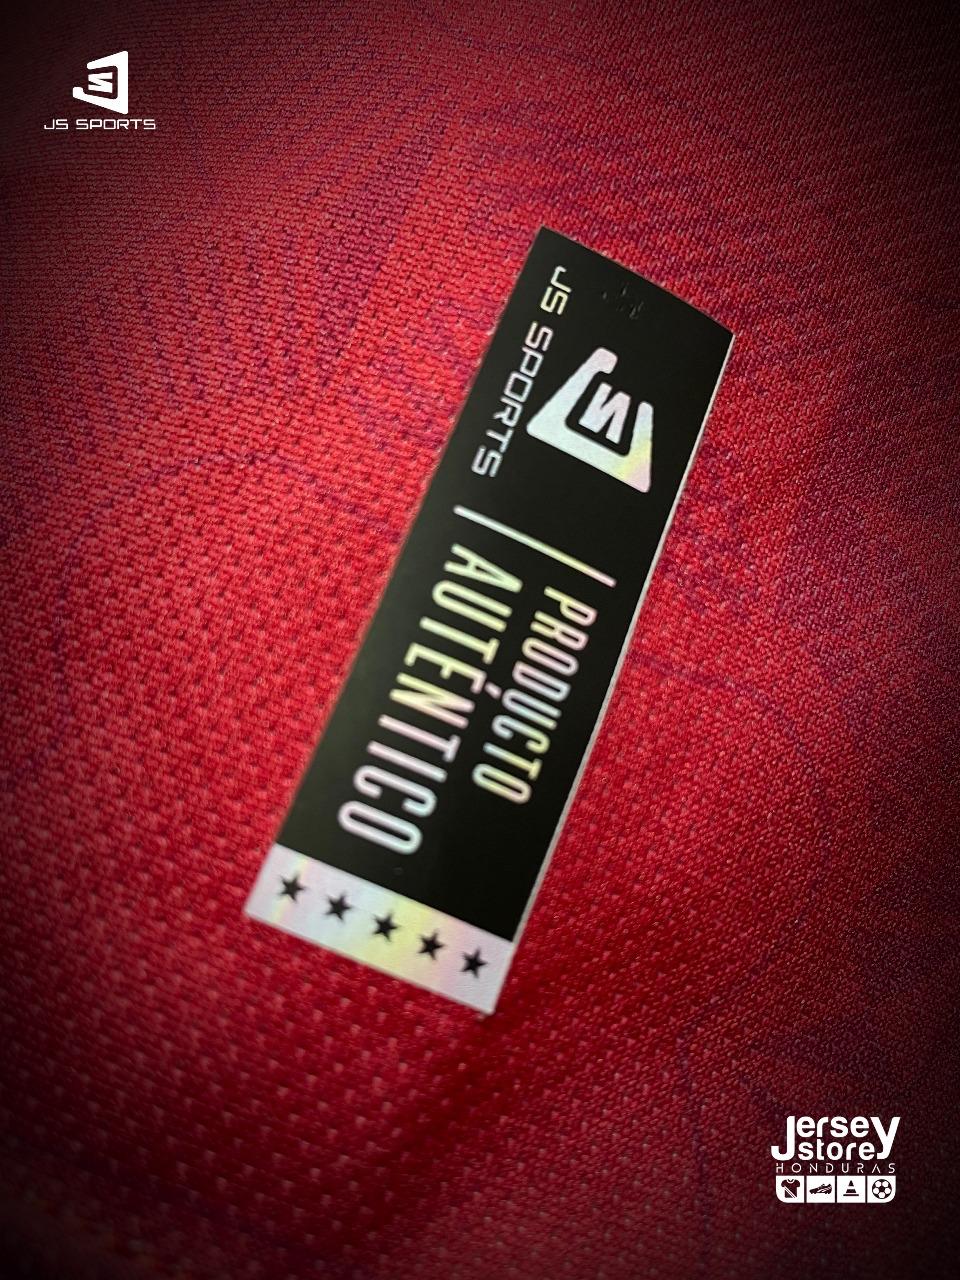 JS SPORTS
JS SPORTS
PRODUCTO
AUTÉNTICO
Jersey
store
HONDURAS